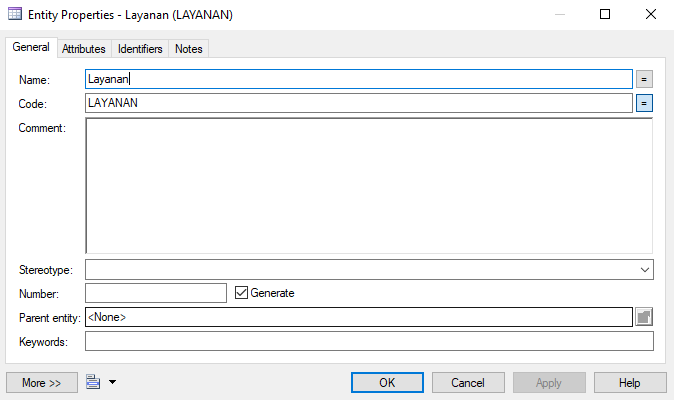 Entity Properties - Layanan (LAYANAN)
General Attributes Identifiers Notes
Name: Layanan =
Code: LAYANAN =
Comment:
Stereotype:
Number: Generate
Parent entity: <None>
Keywords:
More >> OK Cancel Apply Help